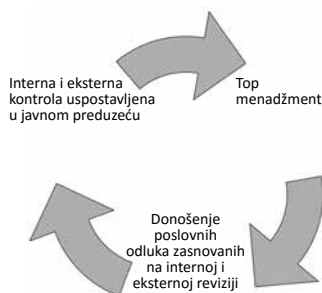 Interna i eksterna
kontrola uspostavljena
u javnom preduzeću
Top
menadžment
Donošenje
poslovnih
odluka zasnovanih
na internoj i
eksternoj reviziji